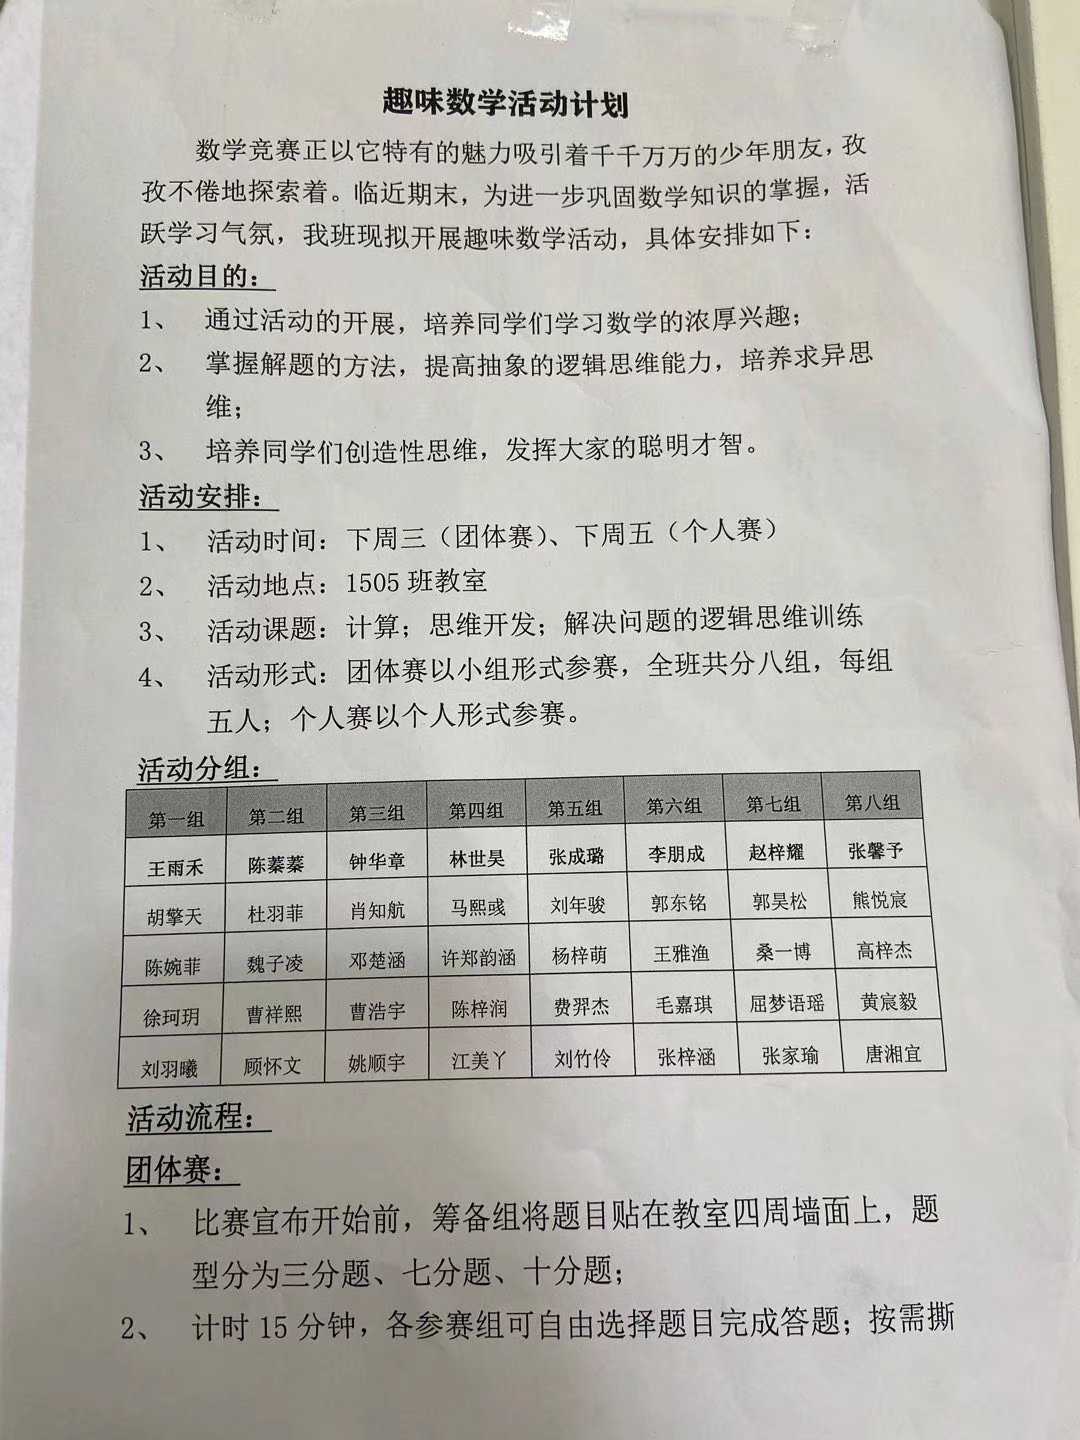 趣味数学活动计划
数学竞赛正以它特有的魅力吸引着千千万万的少年朋友，孜
孜不倦地探索着。临近期末，为进一步巩固数学知识的掌握，活
跃学习气氛，我班现拟开展趣味数学活动，具体安排如下：
活动目的：
1、 通过活动的开展，培养同学们学习数学的浓厚兴趣；
2、 掌握解题的方法，提高抽象的逻辑思维能力，培养求异思
维；
3、 培养同学们创造性思维，发挥大家的聪明才智。
活动安排：
1、 活动时间：下周三（团体赛）、下周五（个人赛）
2、 活动地点：1505 班教室
3、 活动课题：计算；思维开发；解决问题的逻辑思维训练
4、 活动形式：团体赛以小组形式参赛，全班共分八组，每组
五人；个人赛以个人形式参赛。
活动分组：
第一组 第二组 第三组 第四组 第五组 第六组 第七组 第八组
王雨禾 陈蓁蓁 钟华章 林世昊 张成璐 李朋成 赵梓耀 张馨予
胡擎天 杜羽菲 肖知航 马熙彧 刘年骏 郭东铭 郭昊松 熊悦宸
陈婉菲 魏子凌 邓楚涵 许郑韵涵 杨梓萌 王雅渔 桑一博 高梓杰
徐珂玥 曹祥熙 曹浩宇 陈梓润 费羿杰 毛嘉琪 屈梦语瑶 黄宸毅
刘羽曦 顾怀文 姚顺宇 江美丫 刘竹伶 张梓涵 张家瑜 唐湘宜
活动流程：
团体赛：
1、 比赛宣布开始前，筹备组将题目贴在教室四周墙面上，题
型分为三分题、七分题、十分题；
2、 计时 15 分钟，各参赛组可自由选择题目完成答题；按需撕